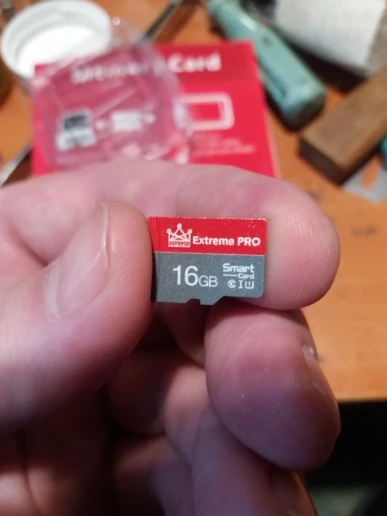 Memory Card
Extreme PRO
16GB
Smart
Card